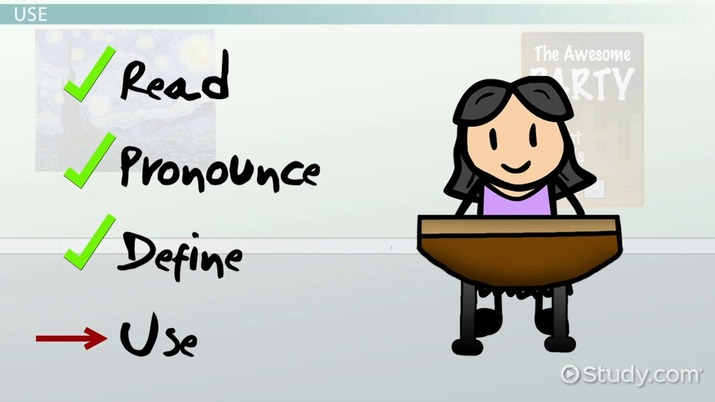 USE
Read
Pronounce
Define
Use
The Awesome
PARTY
Study.com